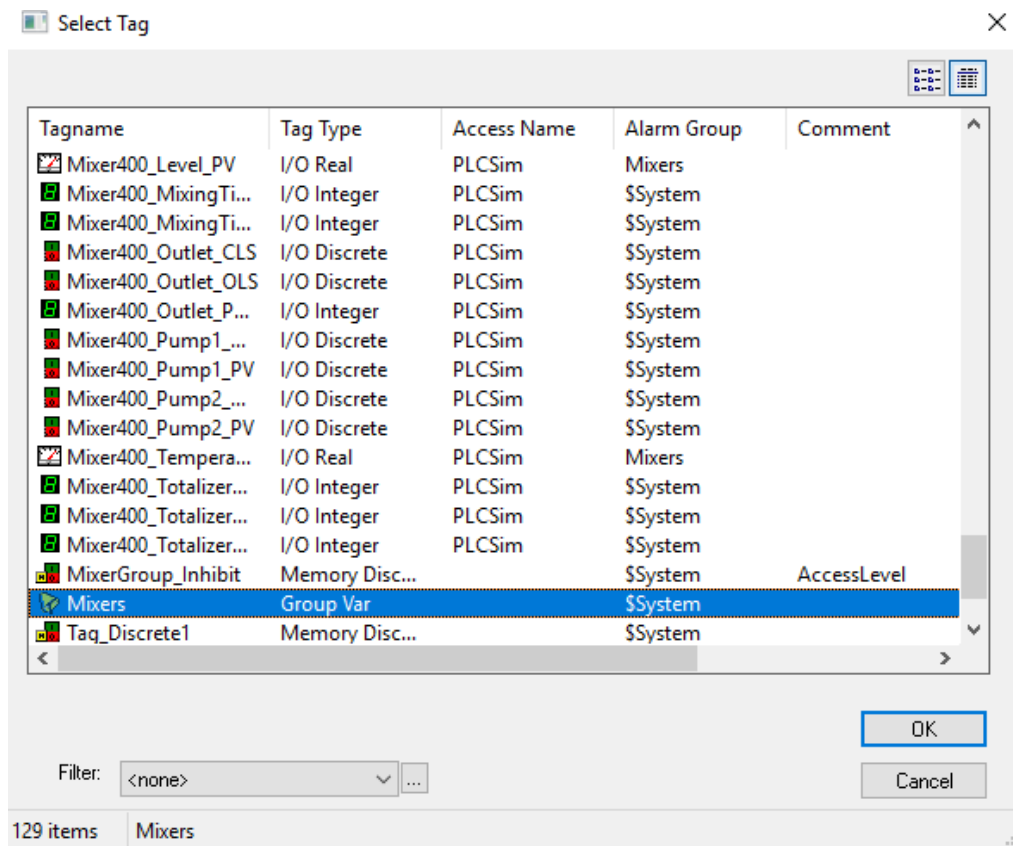 Select Tag
Tagname Tag Type Access Name Alarm Group Comment
Mixer400_Level_PV I/O Real PLCSim Mixers
Mixer400_MixingTi... I/O Integer PLCSim $System
Mixer400_MixingTi... I/O Integer PLCSim $System
Mixer400_Outlet_CLS I/O Discrete PLCSim $System
Mixer400_Outlet_OLS I/O Discrete PLCSim $System
Mixer400_Outlet_P... I/O Integer PLCSim $System
Mixer400_Pump1_... I/O Discrete PLCSim $System
Mixer400_Pump1_PV I/O Discrete PLCSim $System
Mixer400_Pump2_... I/O Discrete PLCSim $System
Mixer400_Pump2_PV I/O Discrete PLCSim $System
Mixer400_Tempera... I/O Real PLCSim Mixers
Mixer400_Totalizer... I/O Integer PLCSim $System
Mixer400_Totalizer... I/O Integer PLCSim $System
Mixer400_Totalizer... I/O Integer PLCSim $System
MixerGroup_Inhibit Memory Disc... $System AccessLevel
Mixers Group Var $System
Tag_Discrete1 Memory Disc... $System
OK
Filter: <none> ...
Cancel
129 items Mixers